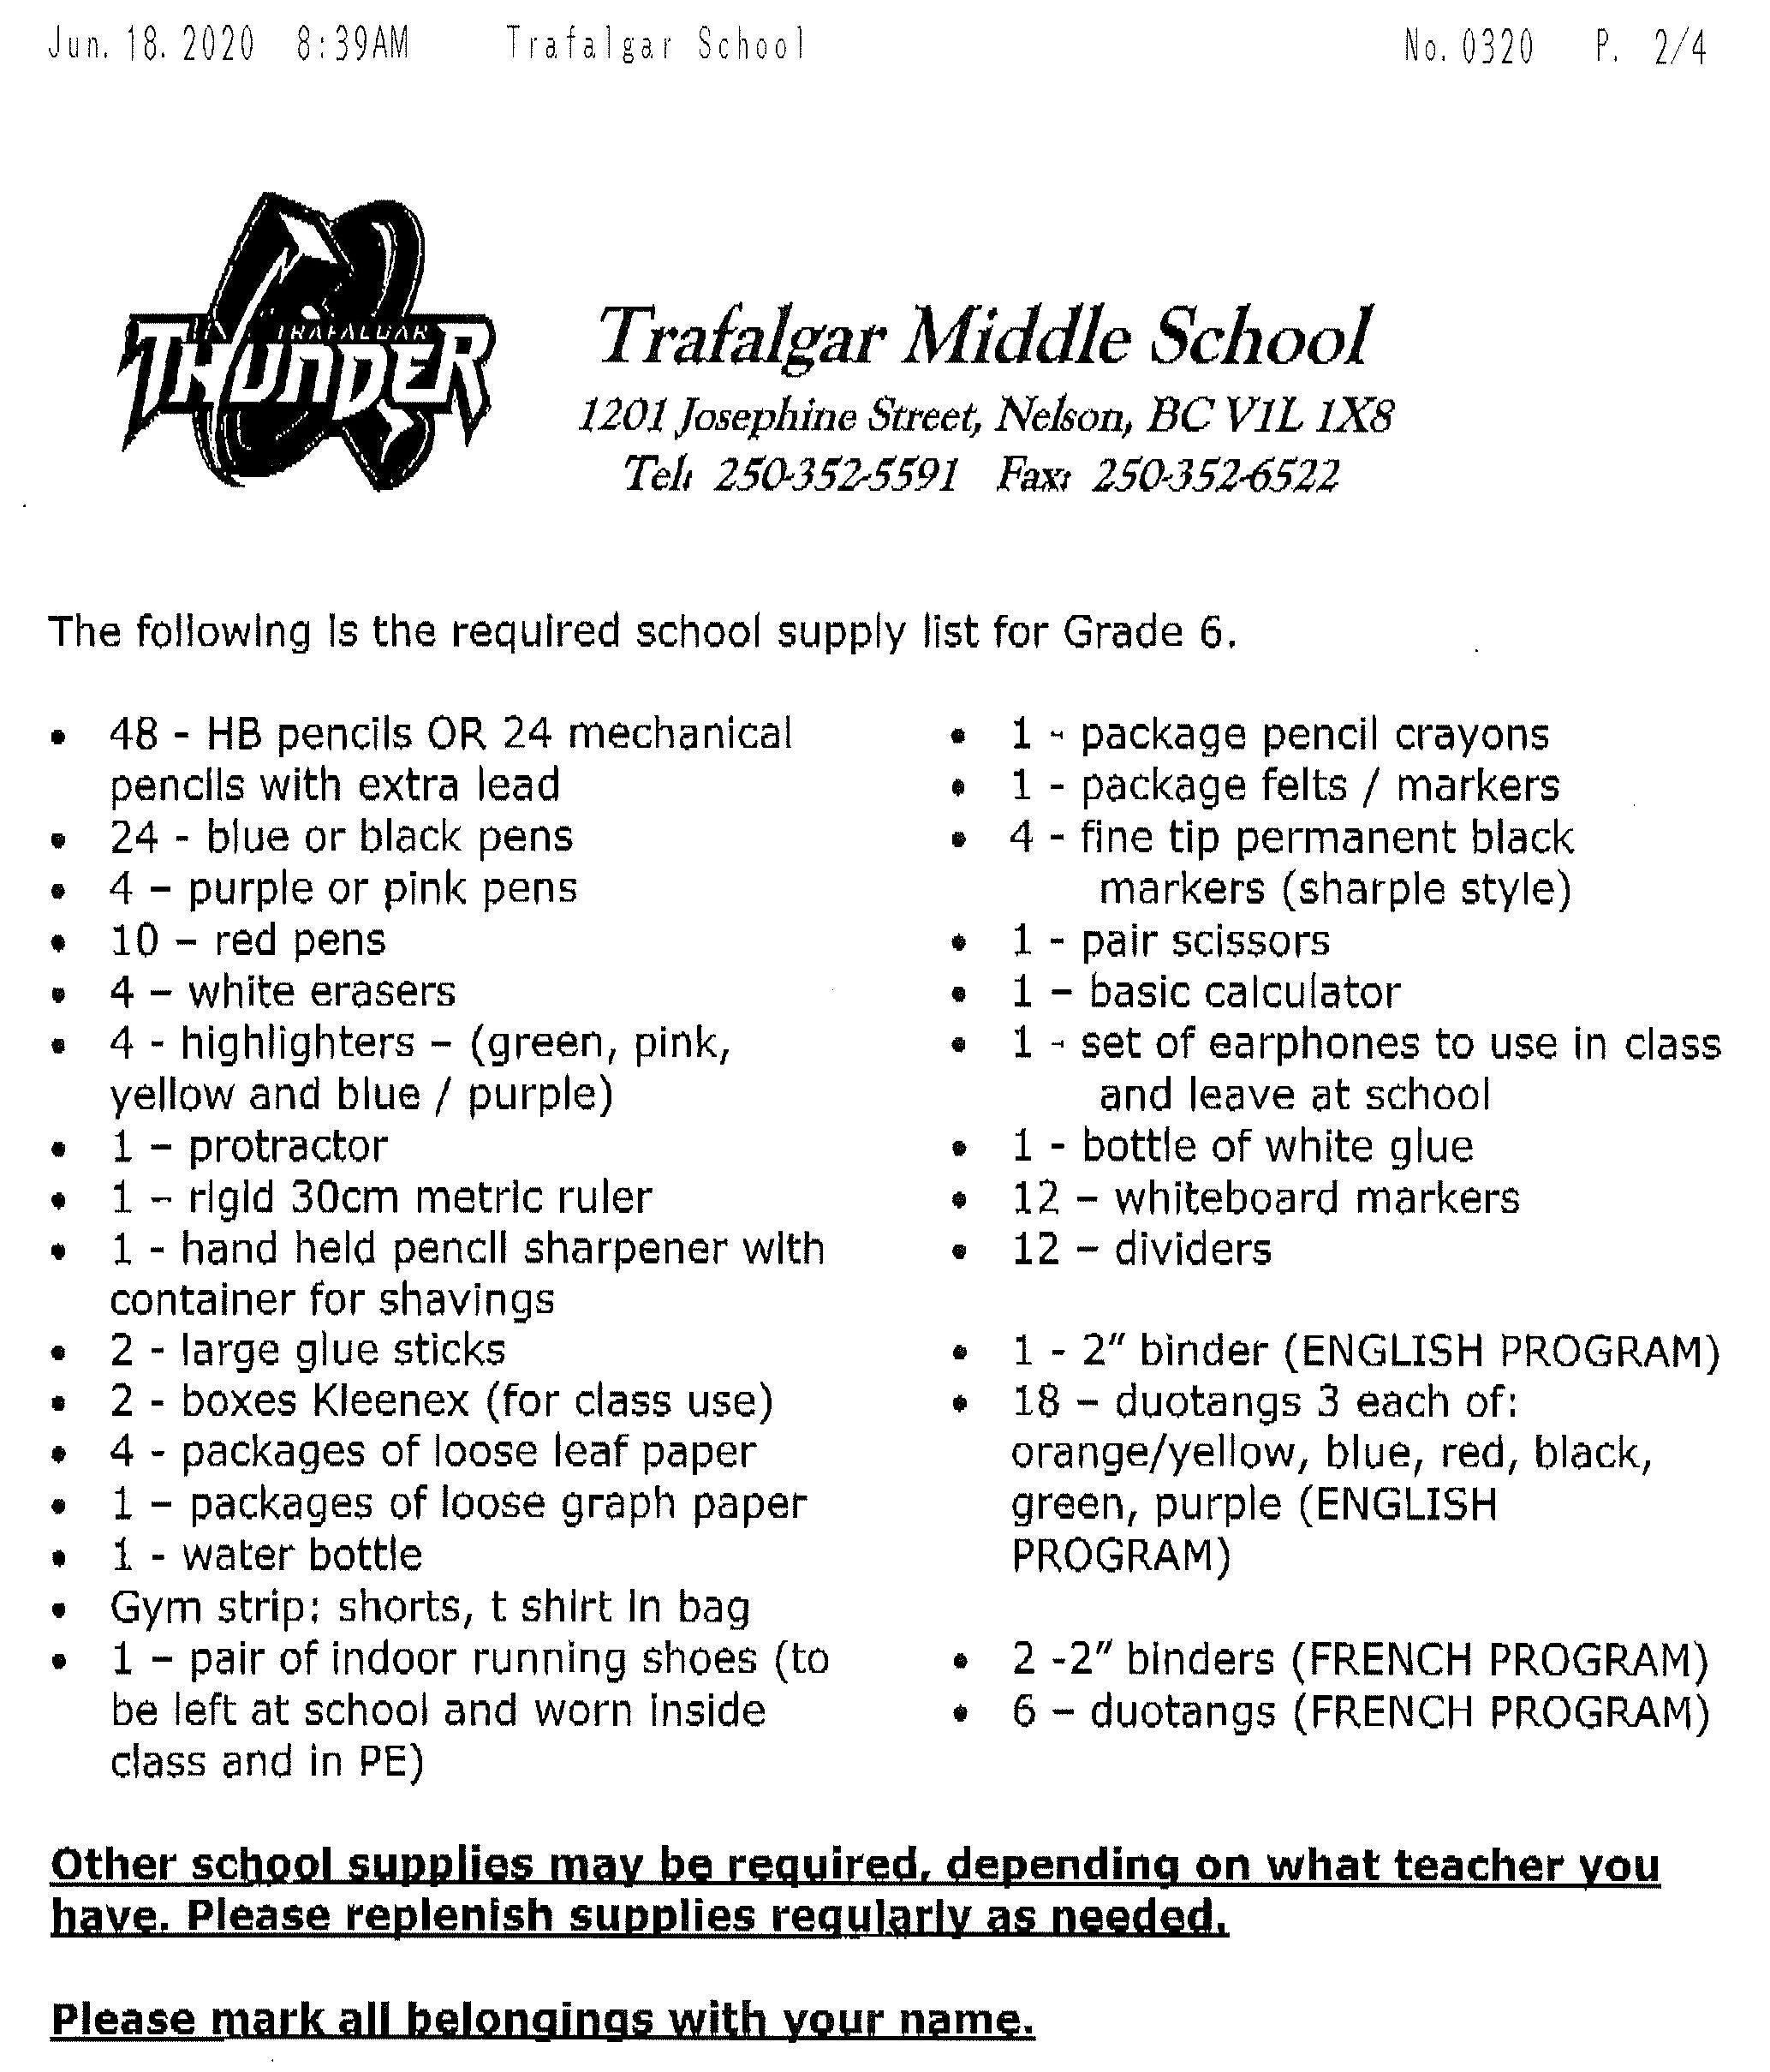 Jun. 18. 2020 8:39AM Trafalgar School No. 0320 P. 2/4
TRAFALGAR
THUNDER
Trafalgar Middle School
1201 Josephine Street, Nelson, BC V1L 1X8
Tel: 250-352-5591 Fax: 250-352-6522
The following is the required school supply list for Grade 6.
• 48 - HB pencils OR 24 mechanical
pencils with extra lead
• 24 - blue or black pens
• 4 – purple or pink pens
• 10 – red pens
• 4 – white erasers
• 4 - highlighters – (green, pink,
yellow and blue / purple)
• 1 – protractor
• 1 – rigid 30cm metric ruler
• 1 - hand held pencil sharpener with
container for shavings
• 2 - large glue sticks
• 2 - boxes Kleenex (for class use)
• 4 - packages of loose leaf paper
• 1 – packages of loose graph paper
• 1 - water bottle
• Gym strip: shorts, t shirt in bag
• 1 – pair of indoor running shoes (to
be left at school and worn inside
class and in PE)
• 1 - package pencil crayons
• 1 - package felts / markers
• 4 - fine tip permanent black
markers (sharpie style)
• 1 - pair scissors
• 1 – basic calculator
• 1 - set of earphones to use in class
and leave at school
• 1 - bottle of white glue
• 12 – whiteboard markers
• 12 – dividers
• 1 - 2" binder (ENGLISH PROGRAM)
• 18 – duotangs 3 each of:
orange/yellow, blue, red, black,
green, purple (ENGLISH
PROGRAM)
• 2 -2" binders (FRENCH PROGRAM)
• 6 – duotangs (FRENCH PROGRAM)
Other school supplies may be required, depending on what teacher you
have. Please replenish supplies regularly as needed.
Please mark all belongings with your name.